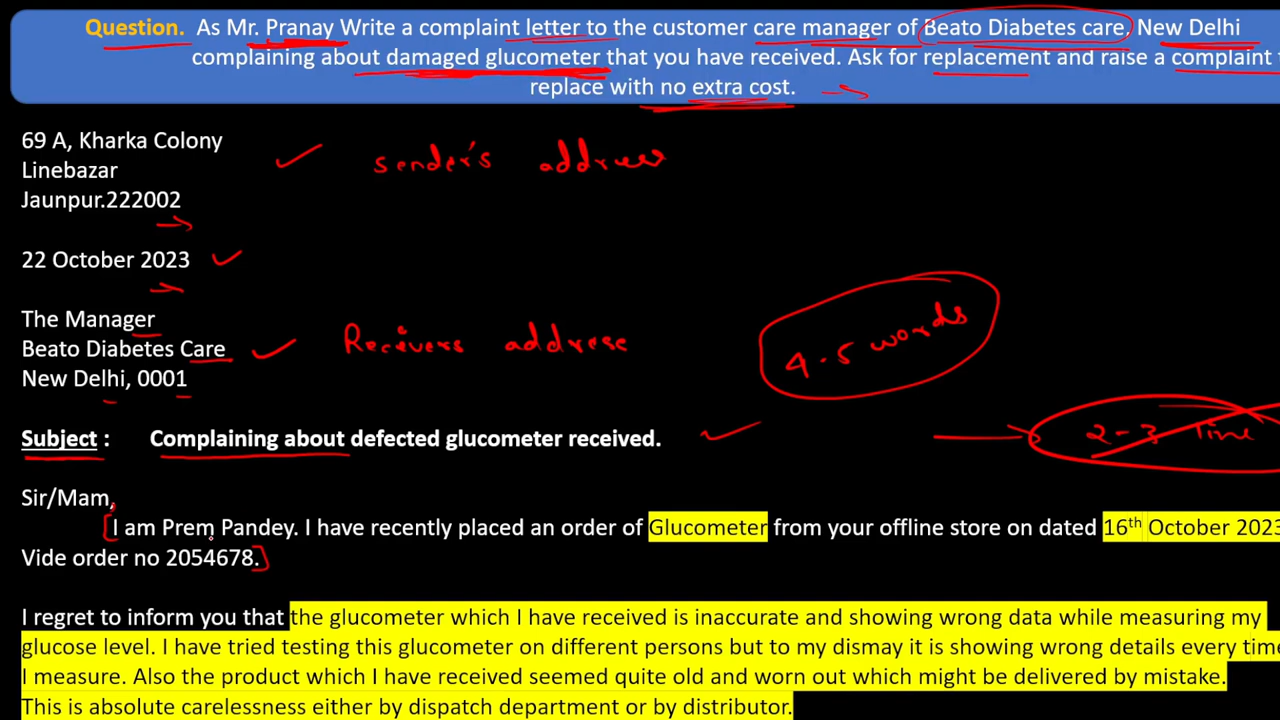 Question. As Mr. Pranay Write a complaint letter to the customer care manager of Beato Diabetes care, New Delhi
complaining about damaged glucometer that you have received. Ask for replacement and raise a complaint
replace with no extra cost.
69 A, Kharka Colony
Linebazar
Jaunpur.222002
sender's address
22 October 2023
The Manager
Beato Diabetes Care
New Delhi, 0001
Recievers address
4-5 words
Subject : Complaining about defected glucometer received.
2-3 line
Sir/Mam,
I am Prem Pandey. I have recently placed an order of Glucometer from your offline store on dated 16th October 2023
Vide order no 2054678.
I regret to inform you that the glucometer which I have received is inaccurate and showing wrong data while measuring my
glucose level. I have tried testing this glucometer on different persons but to my dismay it is showing wrong details every time
I measure. Also the product which I have received seemed quite old and worn out which might be delivered by mistake.
This is absolute carelessness either by dispatch department or by distributor.